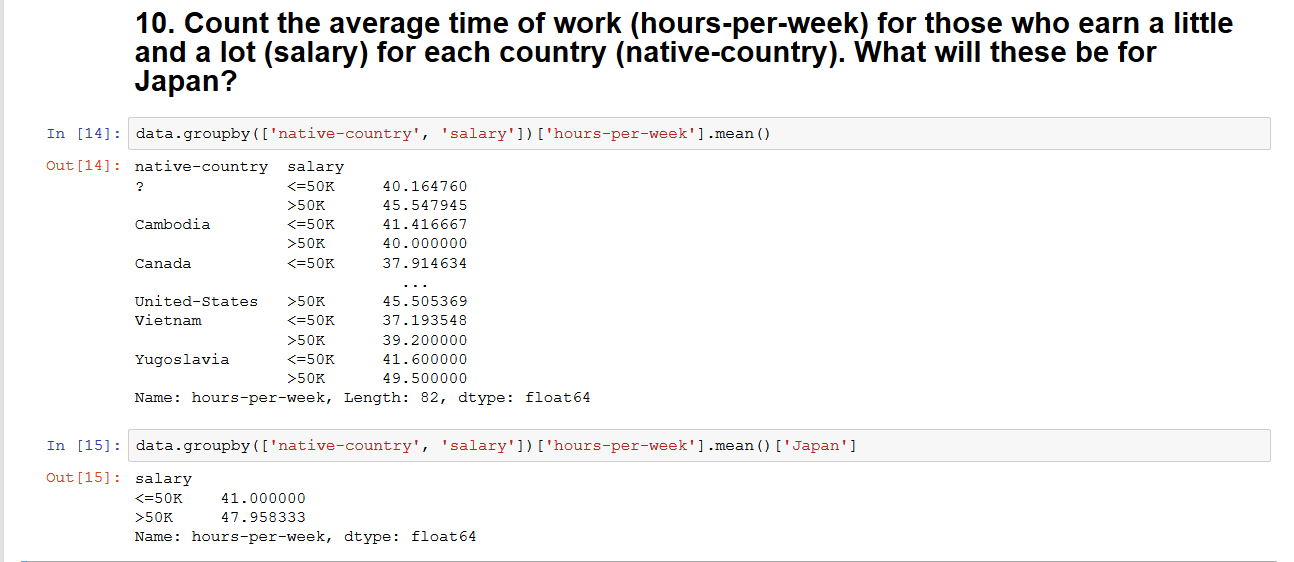 10. Count the average time of work (hours-per-week) for those who earn a little
and a lot (salary) for each country (native-country). What will these be for
Japan?
In [14]: data.groupby(['native-country', 'salary'])['hours-per-week'].mean()
Out[14]: native-country  salary
?               <=50K     40.164760
                >50K      45.547945
Cambodia        <=50K     41.416667
                >50K      40.000000
Canada          <=50K     37.914634
                            ...
United-States   >50K      45.505369
Vietnam         <=50K     37.193548
                >50K      39.200000
Yugoslavia      <=50K     41.600000
                >50K      49.500000
Name: hours-per-week, Length: 82, dtype: float64
In [15]: data.groupby(['native-country', 'salary'])['hours-per-week'].mean()['Japan']
Out[15]: salary
<=50K    41.000000
>50K     47.958333
Name: hours-per-week, dtype: float64